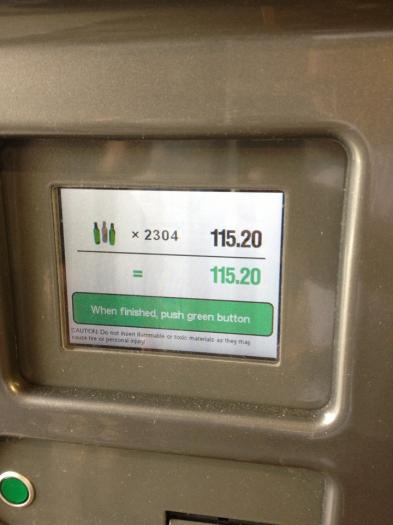 × 2304 115.20
= 115.20
When finished, push green button
CAUTION: Do not insert flammable or toxic materials as they may
cause fire or personal injury!